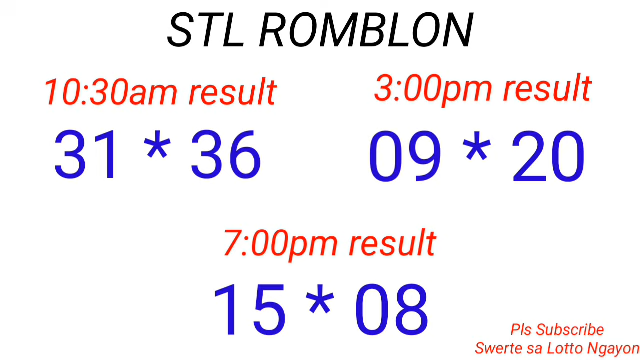 STL ROMBLON
10:30am result
31 * 36
3:00pm result
09 * 20
7:00pm result
15 * 08
Pls Subscribe
Swerte sa Lotto Ngayon